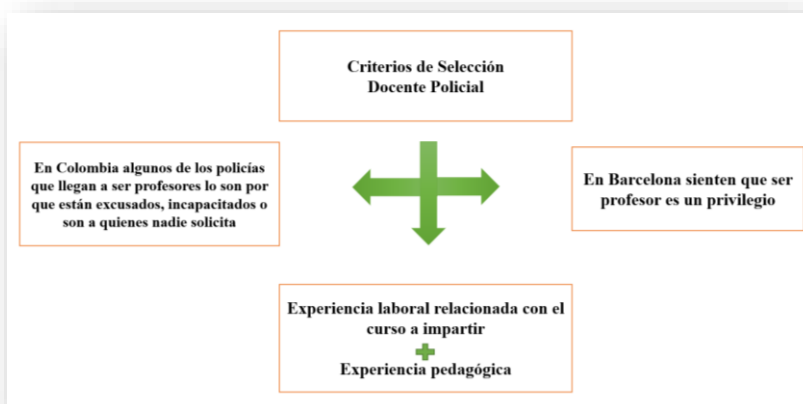 Criterios de Selección
Docente Policial
En Colombia algunos de los policías
que llegan a ser profesores lo son por
que están excusados, incapacitados o
son a quienes nadie solicita
En Barcelona sienten que ser
profesor es un privilegio
Experiencia laboral relacionada con el
curso a impartir
Experiencia pedagógica